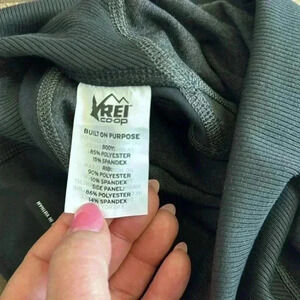 REI
CO·OP
BUILT ON PURPOSE
BODY:
85% POLYESTER
15% SPANDEX
RIB:
90% POLYESTER
10% SPANDEX
SIDE PANEL:
86% POLYESTER
14% SPANDEX